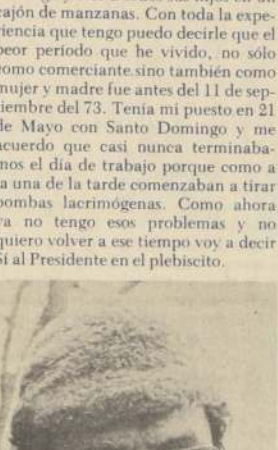 cajón de manzanas. Con toda la expe-
riencia que tengo puedo decirle que el
peor período que he vivido, no sólo
como comerciante sino también como
mujer y madre fue antes del 11 de sep-
tiembre del 73. Tenía mi puesto en 21
de Mayo con Santo Domingo y me
acuerdo que casi nunca terminába-
mos el día de trabajo porque como a
la una de la tarde comenzaban a tirar
bombas lacrimógenas. Como ahora
ya no tengo esos problemas y no
quiero volver a ese tiempo voy a decir
Sí al Presidente en el plebiscito.